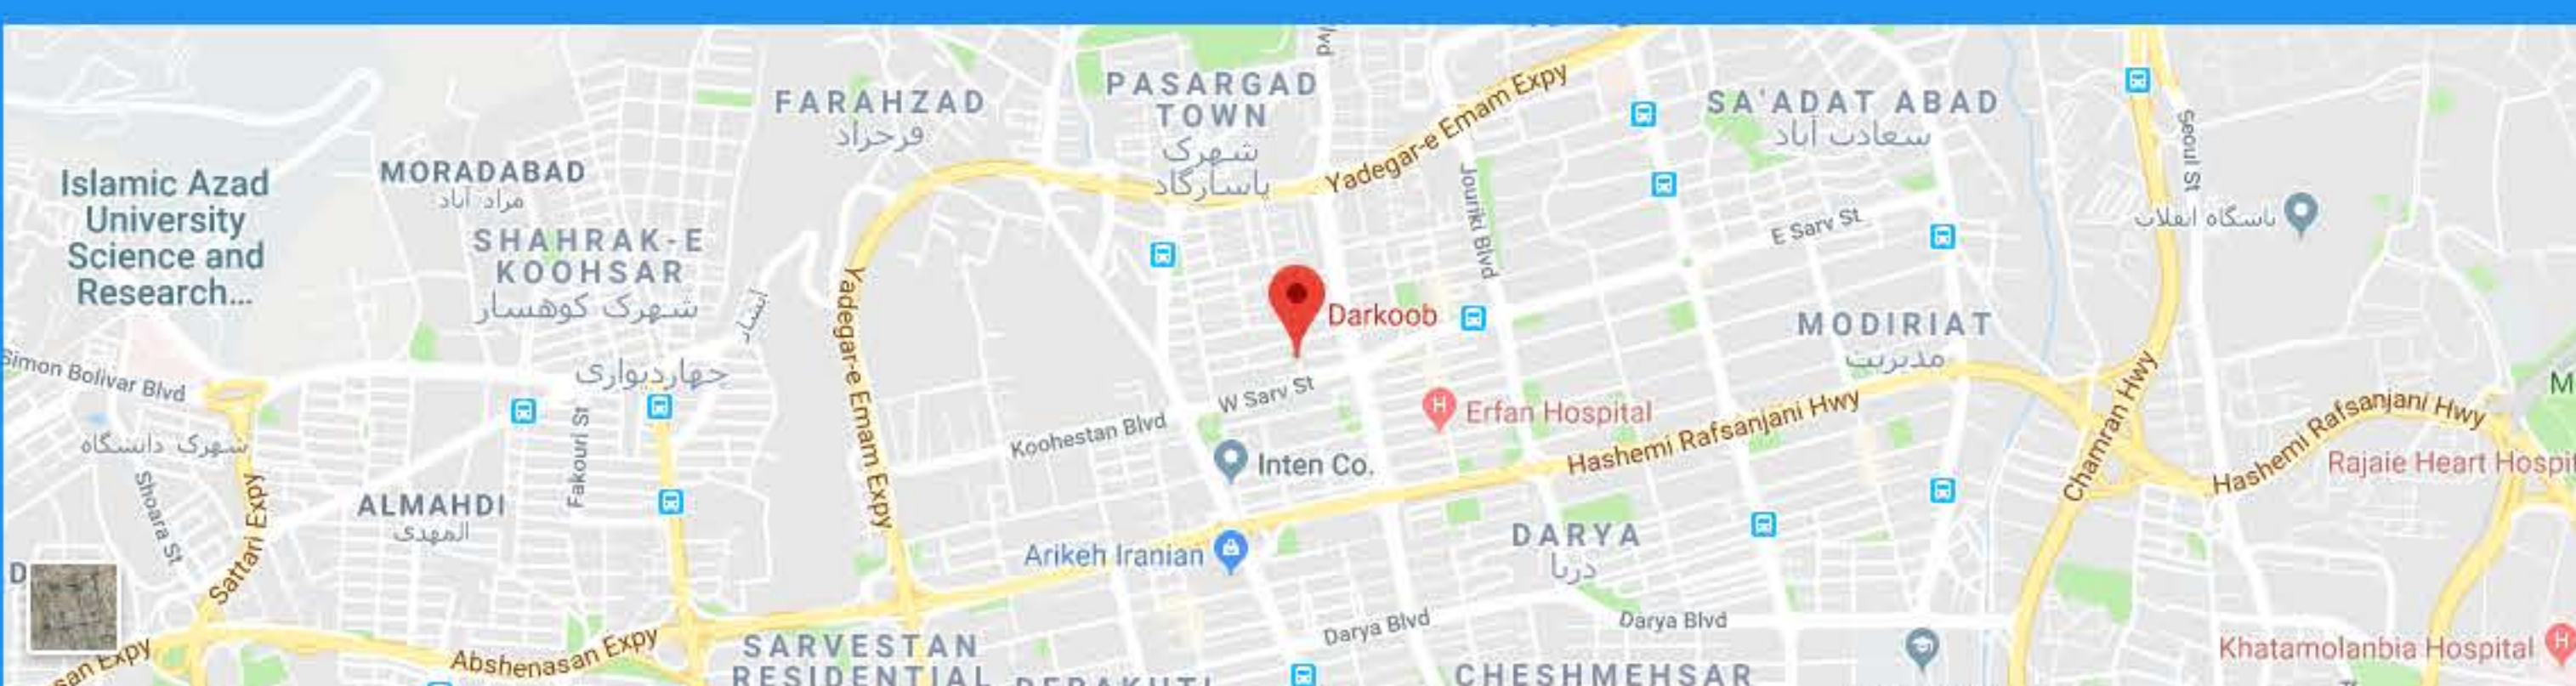 PASARGAD
TOWN
شهرک
پاسارگاد
FARAHZAD
فرحزاد
Yadegar-e Emam Expy
SA'ADAT ABAD
سعادت آباد
Seoul St
Islamic Azad
University
Science and
Research...
MORADABAD
مراد آباد
SHAHRAK-E
KOOHSAR
شهرک کوهسار
Jouriki Blvd
E Sarv St
باشگاه انقلاب
Darkoob
MODIRIAT
مدیریت
Yadegar-e Emam Expy
Simon Bolivar Blvd
چهاردیواری
W Sarv St
Koohestan Blvd
Erfan Hospital
Hashemi Rafsanjani Hwy
Chamran Hwy
Hashemi Rafsanjani Hwy
شهرک دانشگاه
Fakouri St
Inten Co.
Rajaie Heart Hospit
Shoara St
Sattari Expy
ALMAHDI
المهدی
Arikeh Iranian
DARYA
دریا
Darya Blvd
Darya Blvd
san Expy
Abshenasan Expy
SARVESTAN
RESIDENTIAL
CHESHMEHSAR
Khatamolanbia Hospital